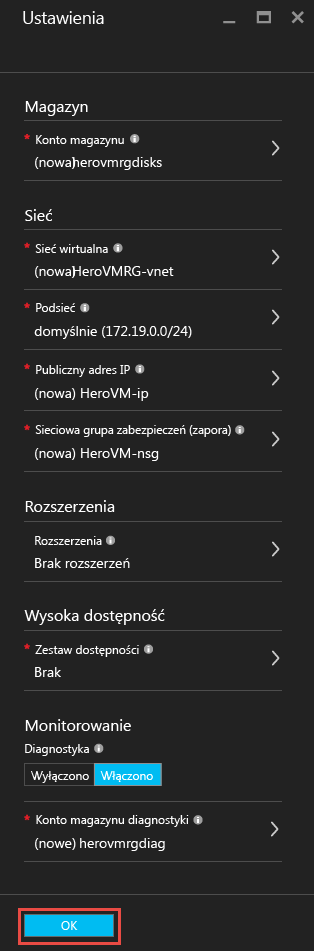 Ustawienia
Magazyn
* Konto magazynu
(nowa)herovmrgdisks
Sieć
* Sieć wirtualna
(nowa)HeroVMRG-vnet
* Podsieć
domyślnie (172.19.0.0/24)
* Publiczny adres IP
(nowa) HeroVM-ip
* Sieciowa grupa zabezpieczeń (zapora)
(nowa) HeroVM-nsg
Rozszerzenia
Rozszerzenia
Brak rozszerzeń
Wysoka dostępność
* Zestaw dostępności
Brak
Monitorowanie
Diagnostyka
Wyłączono Włączono
* Konto magazynu diagnostyki
(nowe) herovmrgdiag
OK